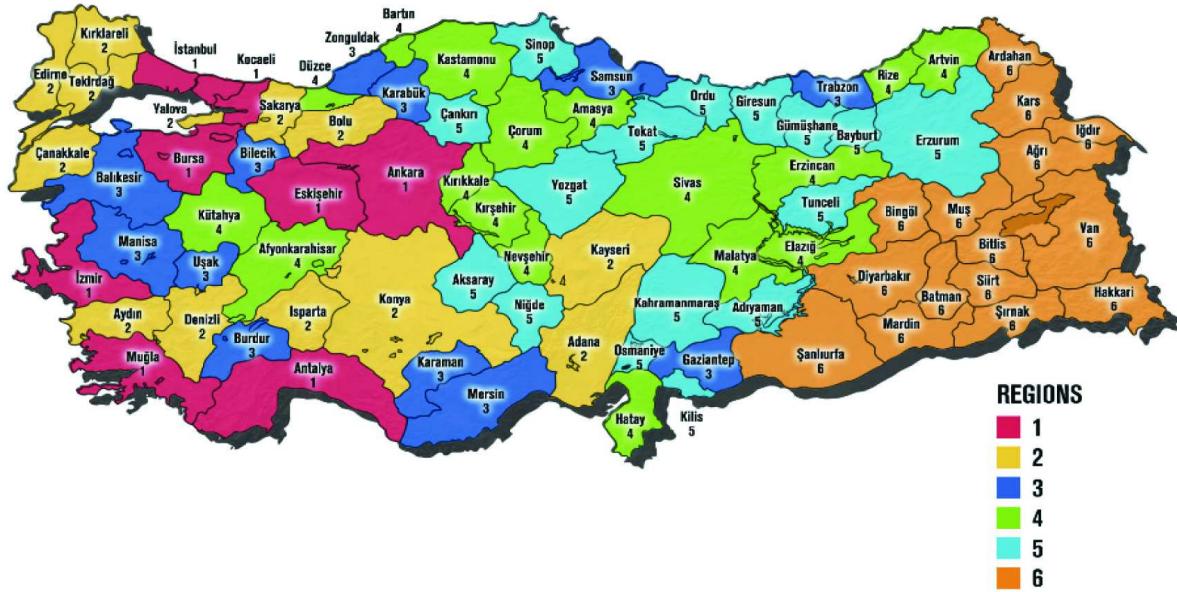 Kırklareli
2
Edirne
2
Tekirdağ
2
İstanbul
1
Kocaeli
1
Yalova
2
Sakarya
2
Düzce
4
Zonguldak
3
Bartın
4
Karabük
3
Bolu
2
Kastamonu
4
Sinop
5
Samsun
3
Çankırı
5
Çorum
4
Amasya
4
Tokat
5
Ordu
5
Giresun
5
Gümüşhane
5
Trabzon
3
Bayburt
5
Rize
4
Artvin
4
Ardahan
6
Kars
6
Iğdır
6
Ağrı
6
Erzurum
5
Erzincan
4
Çanakkale
2
Balıkesir
3
Bursa
1
Bilecik
3
Eskişehir
1
Ankara
1
Kırıkkale
4
Kırşehir
4
Yozgat
5
Sivas
4
Tunceli
5
Bingöl
6
Muş
6
Van
6
Bitlis
6
Kütahya
4
Manisa
3
Uşak
3
Afyonkarahisar
4
İzmir
1
Aydın
2
Denizli
2
Isparta
2
Burdur
3
Muğla
1
Antalya
1
Konya
2
Aksaray
5
Nevşehir
4
Niğde
5
Kayseri
2
4
Malatya
4
Elazığ
4
Diyarbakır
6
Batman
6
Siirt
6
Şırnak
6
Hakkari
6
Mardin
6
Şanlıurfa
6
Adıyaman
5
Kahramanmaraş
5
Karaman
3
Mersin
3
Adana
2
Osmaniye
5
Gaziantep
3
Hatay
4
Kilis
5
REGIONS
1
2
3
4
5
6